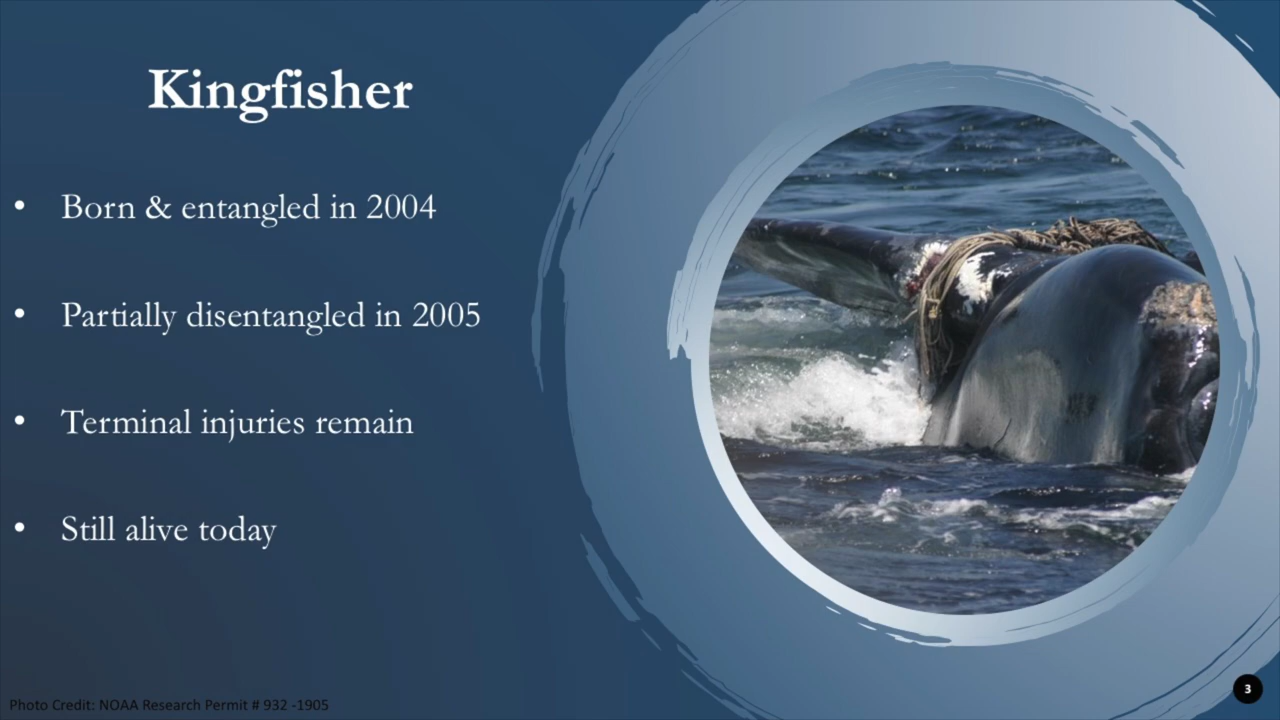 Kingfisher
• Born & entangled in 2004
• Partially disentangled in 2005
• Terminal injuries remain
• Still alive today
Photo Credit: NOAA Research Permit # 932 -1905
3